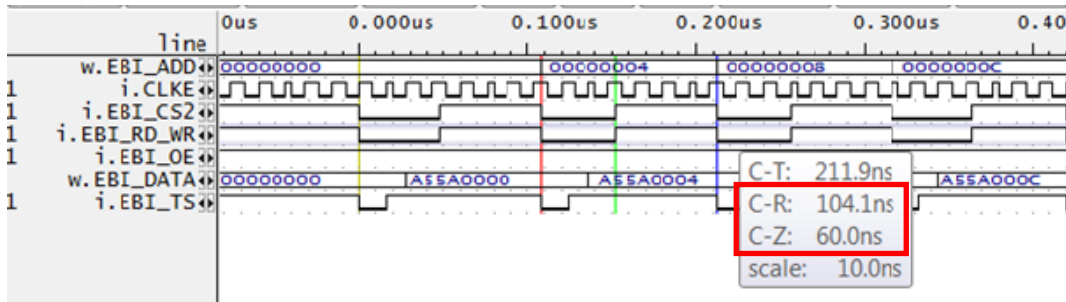 0us 0.000us 0.100us 0.200us 0.300us 0.40
line
w.EBI_ADD 00000000 00000004 00000008 0000000C
1 i.CLKE
1 i.EBI_CS2
1 i.EBI_RD_WR
1 i.EBI_OE
w.EBI_DATA 00000000 A55A0000 A55A0004 A55A000C
1 i.EBI_TS
C-T: 211.9ns
C-R: 104.1ns
C-Z: 60.0ns
scale: 10.0ns